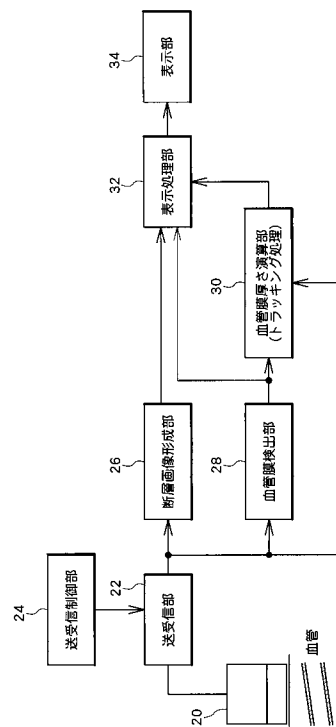 24
送受信制御部
20
血管
22
送受信部
26
断層画像形成部
28
血管膜検出部
30
血管膜厚さ演算部
(トラッキング処理)
32
表示処理部
34
表示部